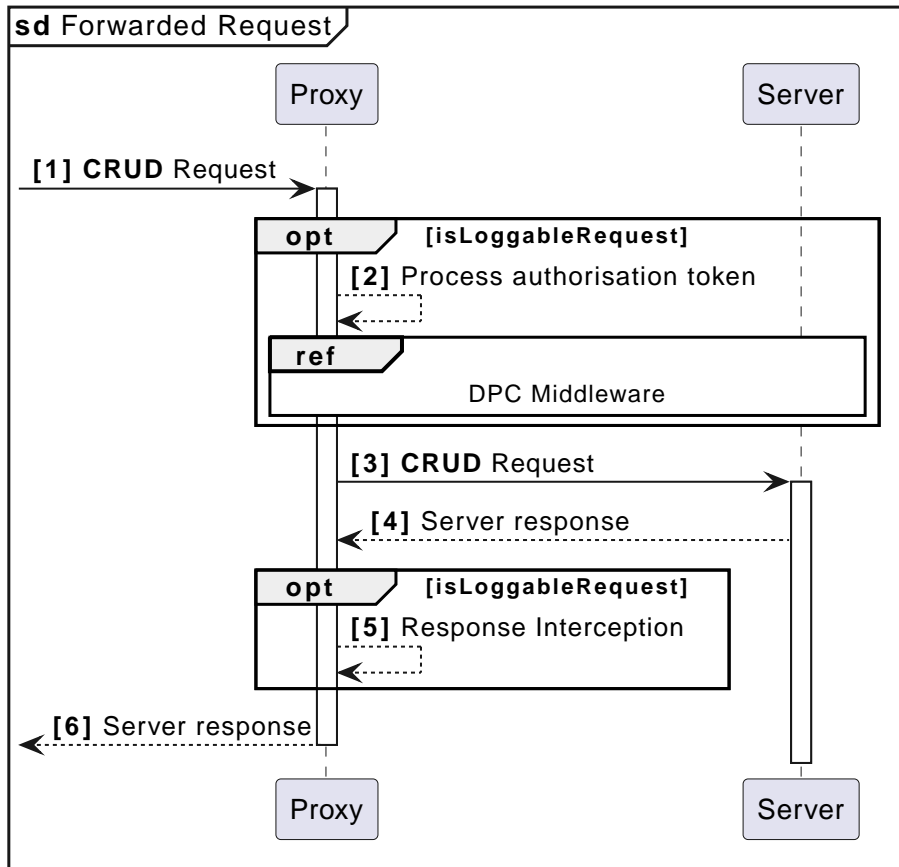 sd Forwarded Request
Proxy Server
[1] CRUD Request
opt [isLoggableRequest]
[2] Process authorisation token
ref
DPC Middleware
[3] CRUD Request
[4] Server response
opt [isLoggableRequest]
[5] Response Interception
[6] Server response
Proxy Server